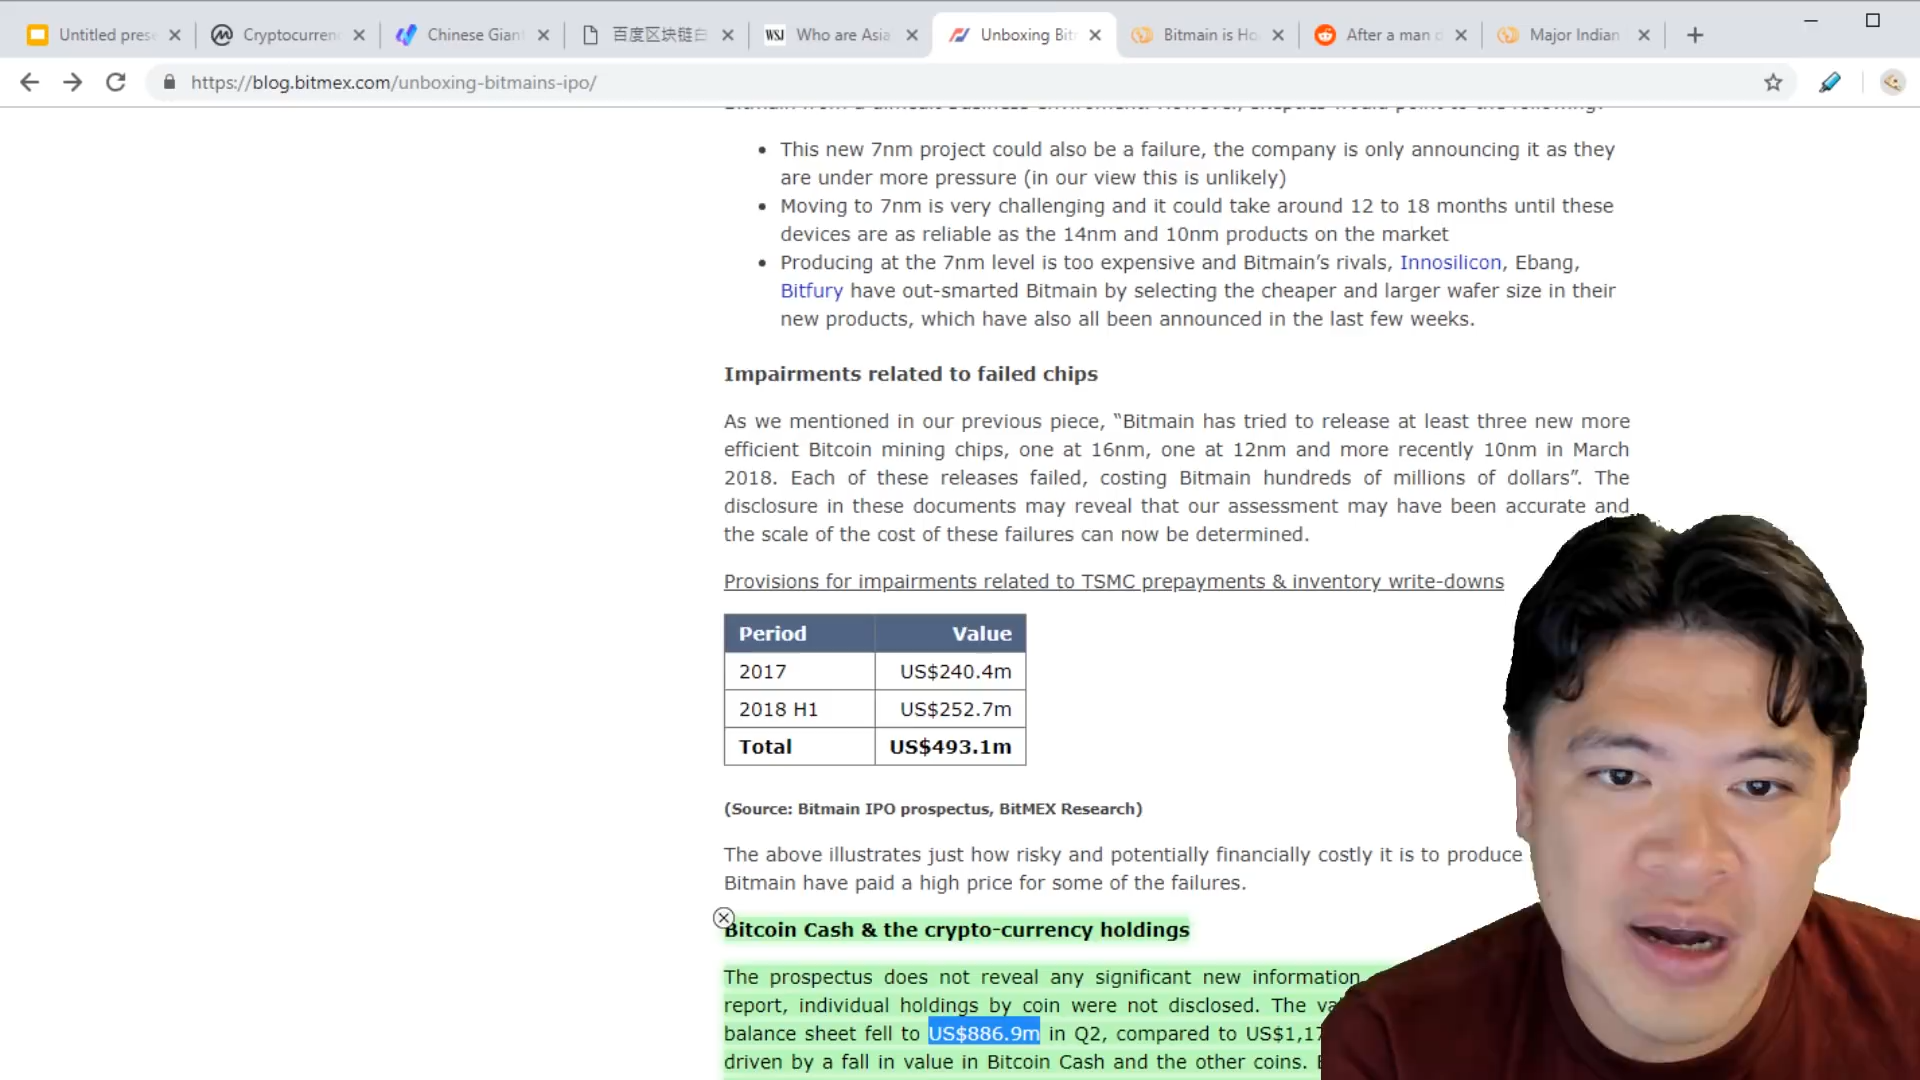 Untitled pres
Cryptocurren
Chinese Gian
百度区块链白
WSJ
Who are Asia
Unboxing Bit
Bitmain is Ho
After a man d
Major Indian
https://blog.bitmex.com/unboxing-bitmains-ipo/
This new 7nm project could also be a failure, the company is only announcing it as they
are under more pressure (in our view this is unlikely)
Moving to 7nm is very challenging and it could take around 12 to 18 months until these
devices are as reliable as the 14nm and 10nm products on the market
Producing at the 7nm level is too expensive and Bitmain’s rivals, Innosilicon, Ebang,
Bitfury have out-smarted Bitmain by selecting the cheaper and larger wafer size in their
new products, which have also all been announced in the last few weeks.
Impairments related to failed chips
As we mentioned in our previous piece, “Bitmain has tried to release at least three new more
efficient Bitcoin mining chips, one at 16nm, one at 12nm and more recently 10nm in March
2018. Each of these releases failed, costing Bitmain hundreds of millions of dollars”. The
disclosure in these documents may reveal that our assessment may have been accurate and
the scale of the cost of these failures can now be determined.
Provisions for impairments related to TSMC prepayments & inventory write-downs
Period Value
2017 US$240.4m
2018 H1 US$252.7m
Total US$493.1m
(Source: Bitmain IPO prospectus, BitMEX Research)
The above illustrates just how risky and potentially financially costly it is to produce
Bitmain have paid a high price for some of the failures.
Bitcoin Cash & the crypto-currency holdings
The prospectus does not reveal any significant new information
report, individual holdings by coin were not disclosed. The va
balance sheet fell to US$886.9m in Q2, compared to US$1,17
driven by a fall in value in Bitcoin Cash and the other coins.